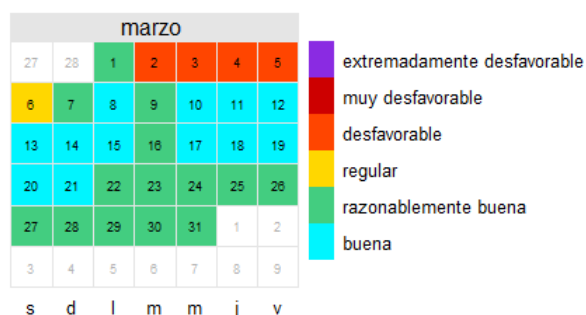 marzo
27 28 1 2 3 4 5
6 7 8 9 10 11 12
13 14 15 16 17 18 19
20 21 22 23 24 25 26
27 28 29 30 31 1 2
3 4 5 6 7 8 9
s d l m m j v
extremadamente desfavorable
muy desfavorable
desfavorable
regular
razonablemente buena
buena